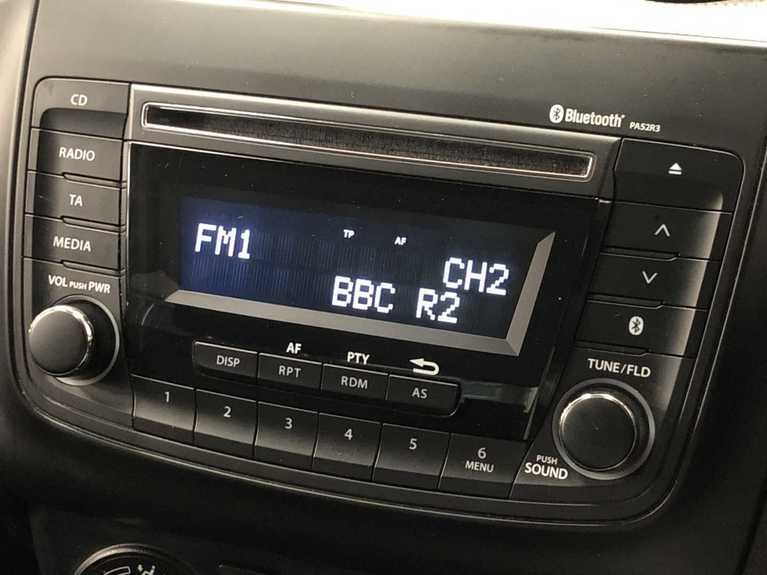 CD
Bluetooth
PA52R3
RADIO
TA
MEDIA
VOL PUSH PWR
FM1
TP AF
CH2
BBC R2
AF
PTY
DISP
RPT
RDM
AS
TUNE/FLD
1
2
3
4
5
6
MENU
PUSH
SOUND